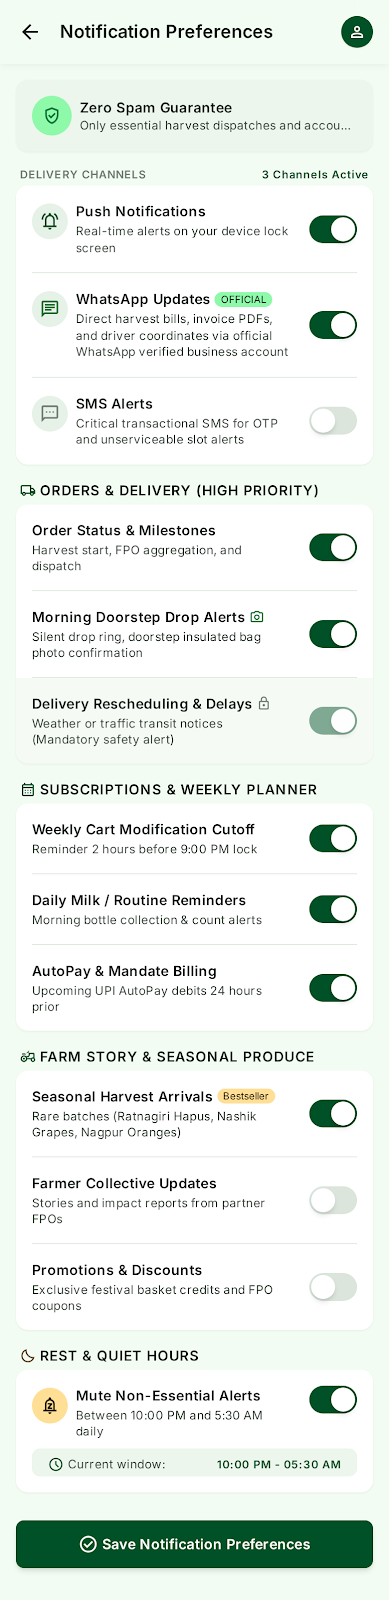 Notification Preferences
Zero Spam Guarantee
Only essential harvest dispatches and accou...
DELIVERY CHANNELS
3 Channels Active
Push Notifications
Real-time alerts on your device lock
screen
WhatsApp Updates OFFICIAL
Direct harvest bills, invoice PDFs,
and driver coordinates via official
WhatsApp verified business account
SMS Alerts
Critical transactional SMS for OTP
and unserviceable slot alerts
ORDERS & DELIVERY (HIGH PRIORITY)
Order Status & Milestones
Harvest start, FPO aggregation, and
dispatch
Morning Doorstep Drop Alerts
Silent drop ring, doorstep insulated bag
photo confirmation
Delivery Rescheduling & Delays
Weather or traffic transit notices
(Mandatory safety alert)
SUBSCRIPTIONS & WEEKLY PLANNER
Weekly Cart Modification Cutoff
Reminder 2 hours before 9:00 PM lock
Daily Milk / Routine Reminders
Morning bottle collection & count alerts
AutoPay & Mandate Billing
Upcoming UPI AutoPay debits 24 hours
prior
FARM STORY & SEASONAL PRODUCE
Seasonal Harvest Arrivals Bestseller
Rare batches (Ratnagiri Hapus, Nashik
Grapes, Nagpur Oranges)
Farmer Collective Updates
Stories and impact reports from partner
FPOs
Promotions & Discounts
Exclusive festival basket credits and FPO
coupons
REST & QUIET HOURS
Mute Non-Essential Alerts
Between 10:00 PM and 5:30 AM
daily
Current window: 10:00 PM - 05:30 AM
Save Notification Preferences